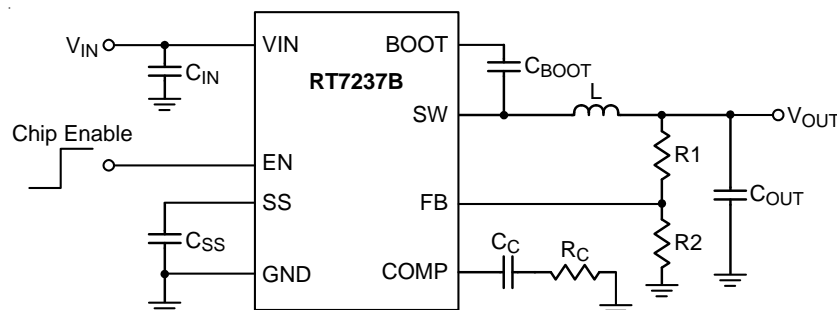 VIN
VIN
BOOT
CIN
CBOOT
RT7237B
L
SW
VOUT
Chip Enable
R1
EN
COUT
SS
FB
CSS
CC
RC
R2
GND
COMP